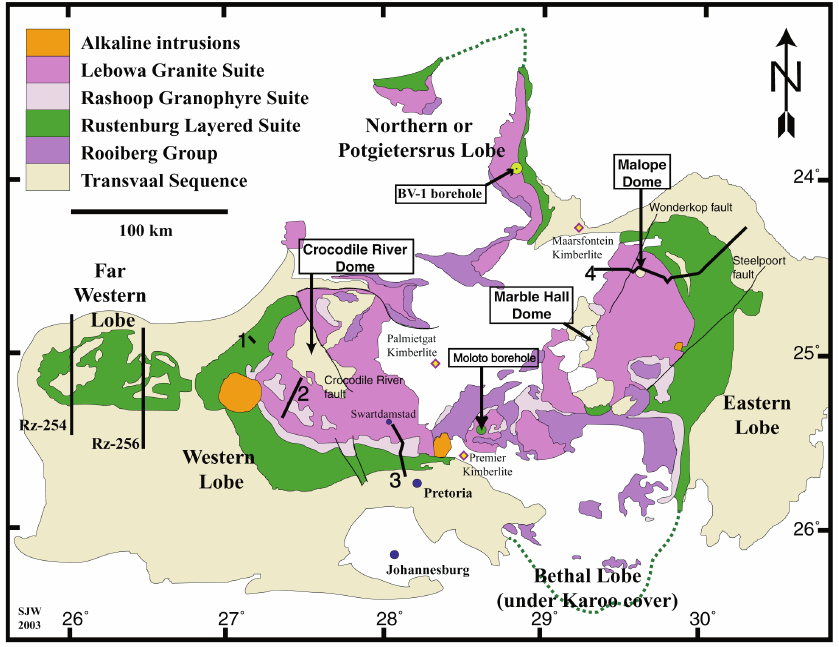 Alkaline intrusions
Lebowa Granite Suite
Rashoop Granophyre Suite
Rustenburg Layered Suite
Rooiberg Group
Transvaal Sequence
100 km
N
Northern or
Potgietersrus Lobe
BV-1 borehole
Malope
Dome
24°
Wonderkop fault
Maarsfontein
Kimberlite
Steelpoort
fault
4
Crocodile River
Dome
Far
Western
Lobe
Marble Hall
Dome
1
Palmietgat
Kimberlite
Moloto borehole
25°
Crocodile River
fault
2
Swartdamstad
Rz-254
Rz-256
Eastern
Lobe
Western
Lobe
Premier
Kimberlite
3
Pretoria
26°
Johannesburg
Bethal Lobe
(under Karoo cover)
SJW
2003
26°
27°
28°
29°
30°